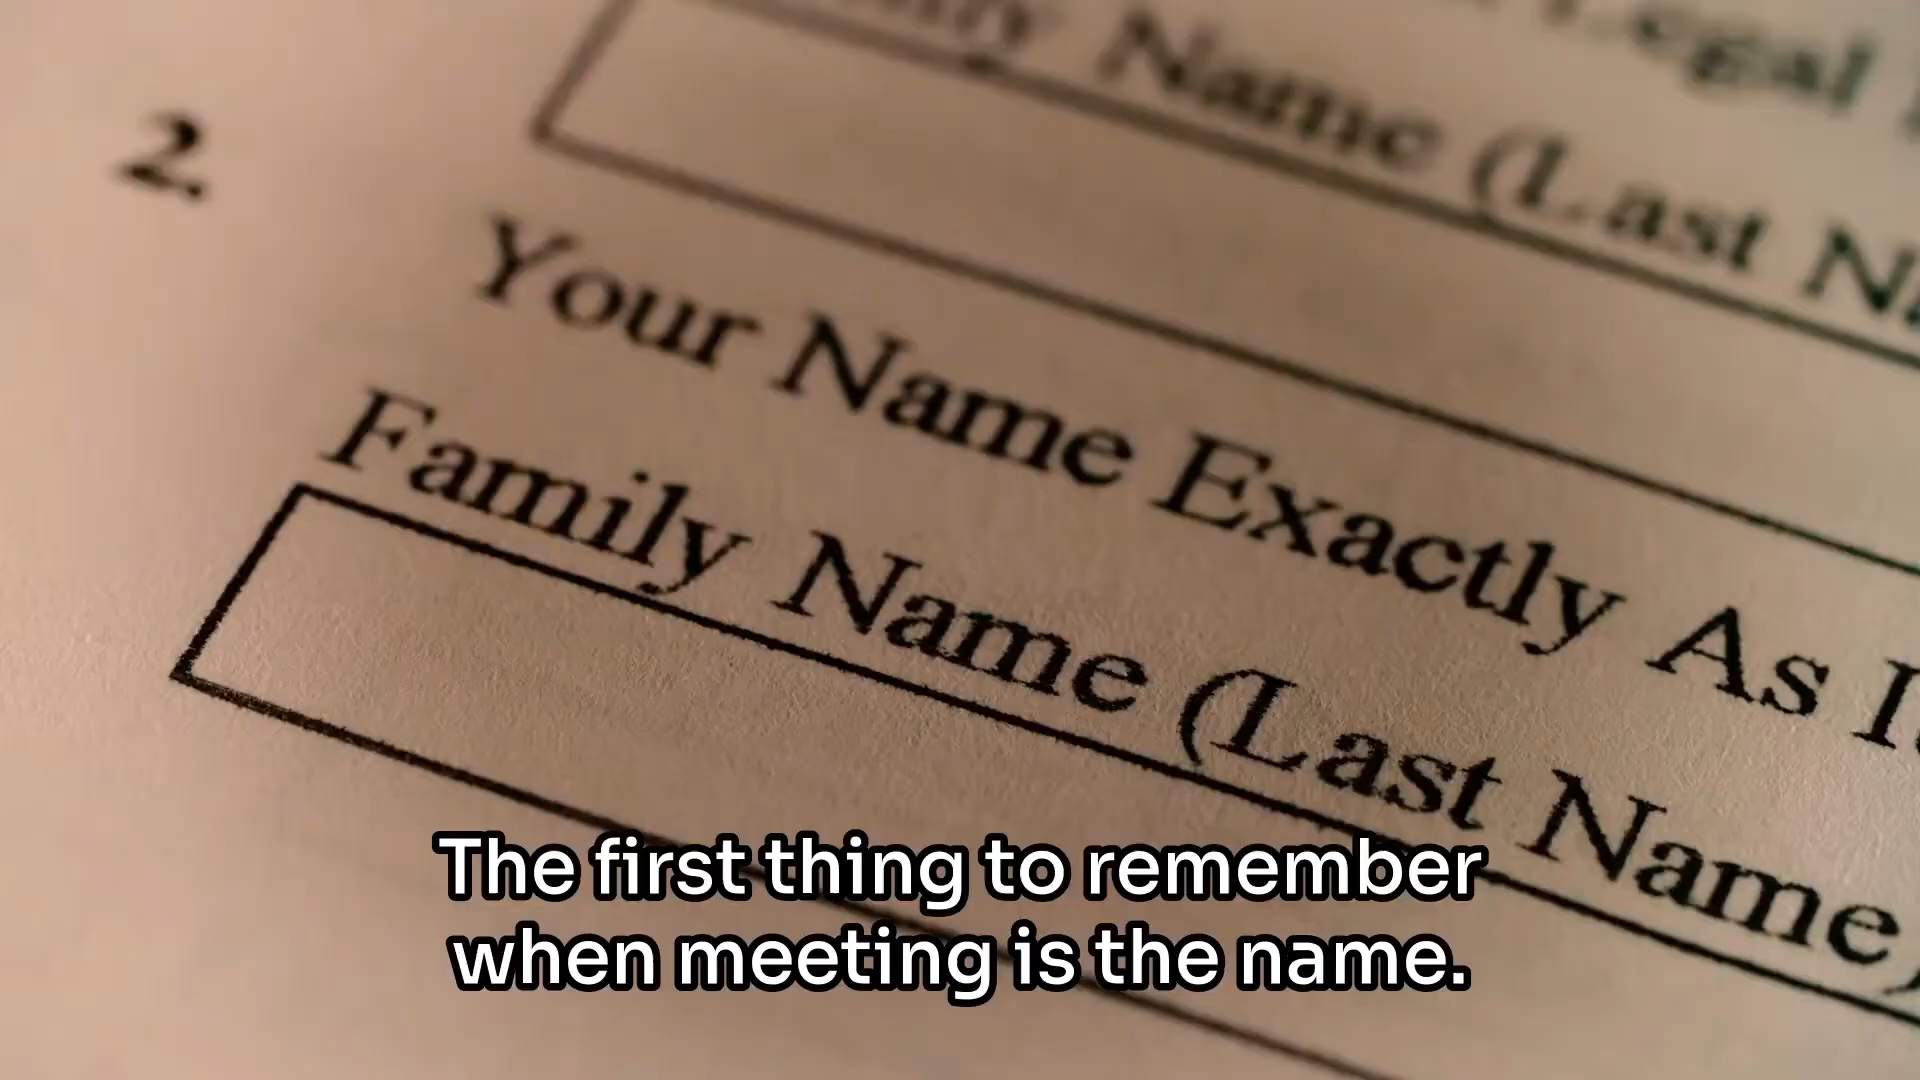 Legal
Name (Last
2.
Your Name Exactly As
Family Name (Last Name)
The first thing to remember
when meeting is the name.